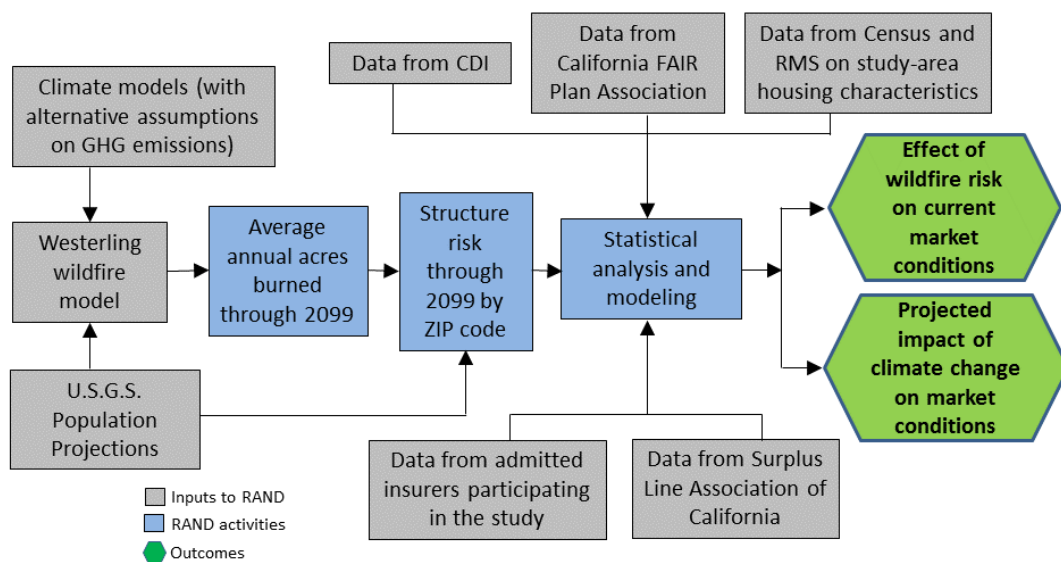 Climate models (with
alternative assumptions
on GHG emissions)
Data from CDI
Data from
California FAIR
Plan Association
Data from Census and
RMS on study-area
housing characteristics
Westerling
wildfire
model
Average
annual acres
burned
through 2099
Structure
risk
through
2099 by
ZIP code
Statistical
analysis and
modeling
Effect of
wildfire risk
on current
market
conditions
Projected
impact of
climate change
on market
conditions
U.S.G.S.
Population
Projections
Data from admitted
insurers participating
in the study
Data from Surplus
Line Association of
California
Inputs to RAND
RAND activities
Outcomes